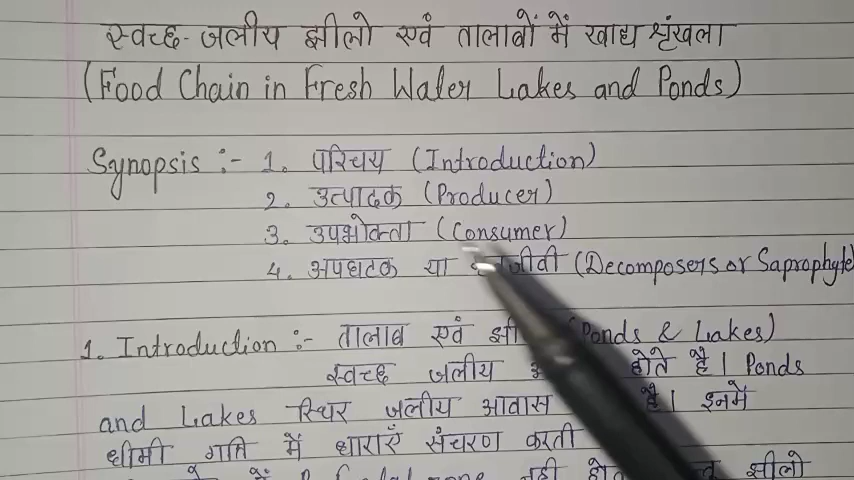 स्वच्छ-जलीय झीलो एवं तालाबों में खाद्य शृंखला
(Food Chain in Fresh Water Lakes and Ponds)
Synopsis :- 1. परिचय (Introduction)
2. उत्पादक (Producer)
3. उपभोक्ता (Consumer)
4. अपघटक या (Decomposers or Saprophyte
1. Introduction :- तालाब एवं (Ponds & Lakes)
स्वच्छ जलीय होते है। Ponds
and Lakes स्थिर जलीय आवास है। इनमें
धीमी गति में धाराएँ संचरण करती
नही झीलो